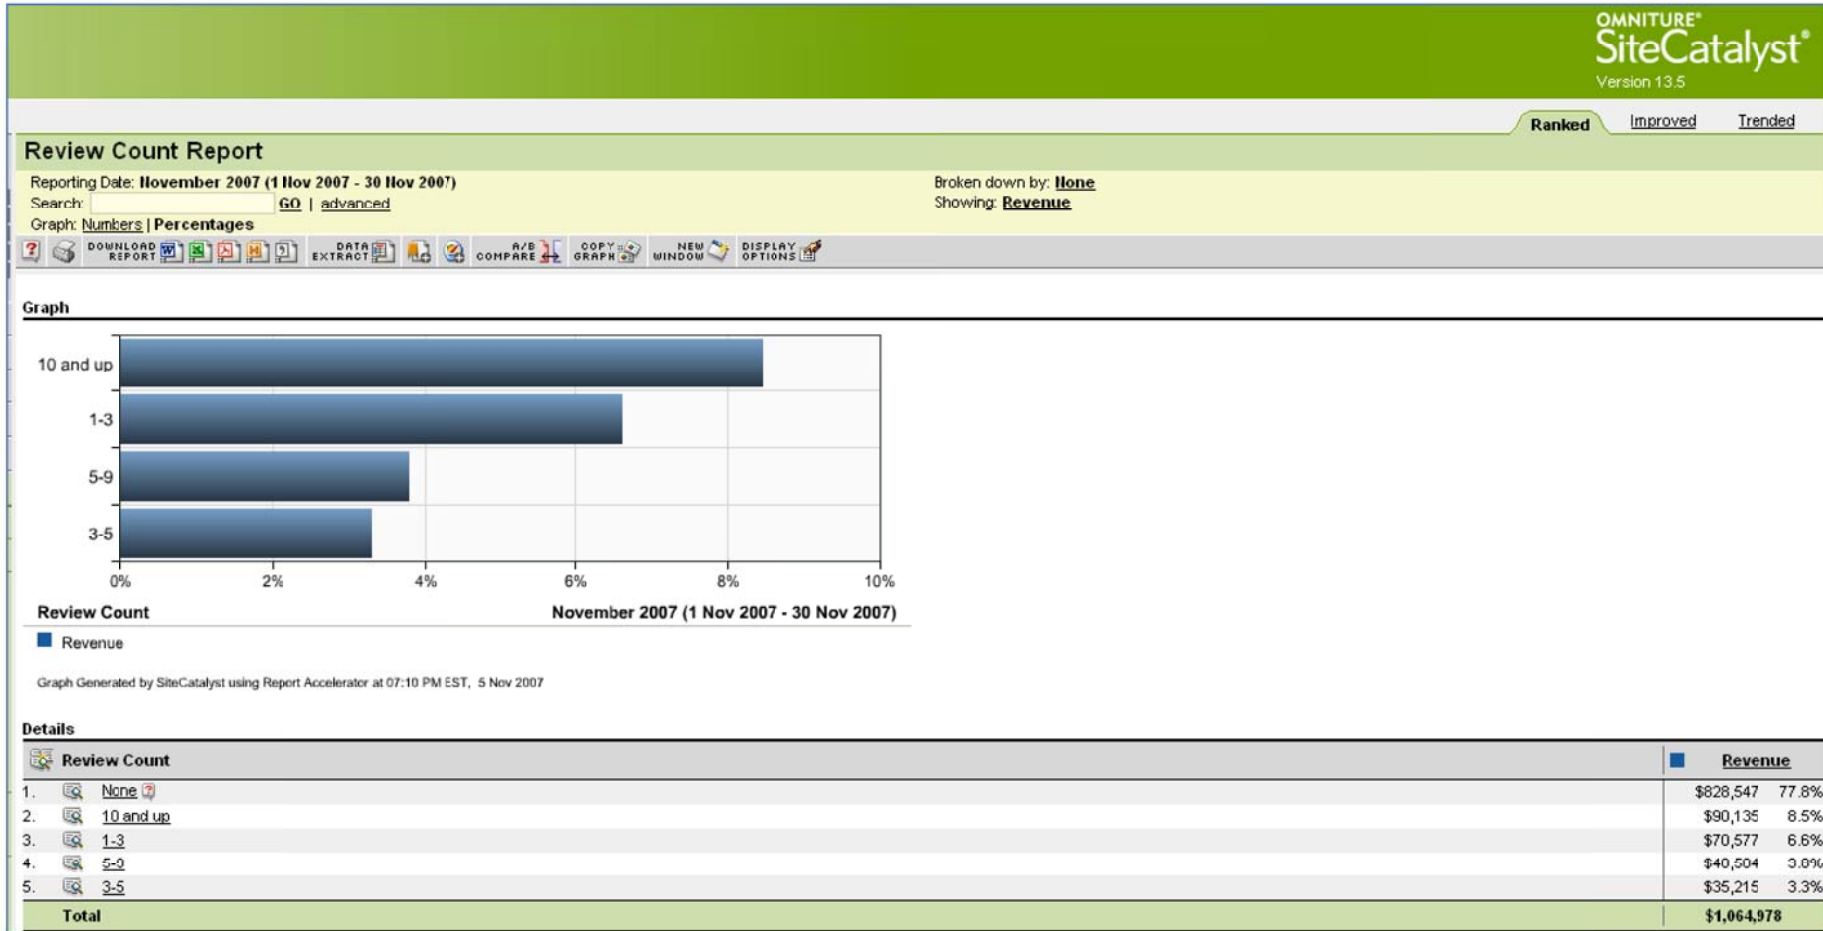 OMNITURE®
SiteCatalyst®
Version 13.5
Ranked Improved Trended
Review Count Report
Reporting Date: November 2007 (1 Nov 2007 - 30 Nov 2007)
Broken down by: None
Search: GO | advanced
Showing: Revenue
Graph: Numbers | Percentages
DOWNLOAD REPORT DATA EXTRACT A/B COMPARE COPY GRAPH NEW WINDOW DISPLAY OPTIONS
Graph
10 and up
1-3
5-9
3-5
0% 2% 4% 6% 8% 10%
Review Count November 2007 (1 Nov 2007 - 30 Nov 2007)
Revenue
Graph Generated by SiteCatalyst using Report Accelerator at 07:10 PM EST, 5 Nov 2007
Details
Review Count Revenue
1. None $828,547 77.8%
2. 10 and up $90,135 8.5%
3. 1-3 $70,577 6.6%
4. 5-9 $40,504 3.8%
5. 3-5 $35,215 3.3%
Total $1,064,978